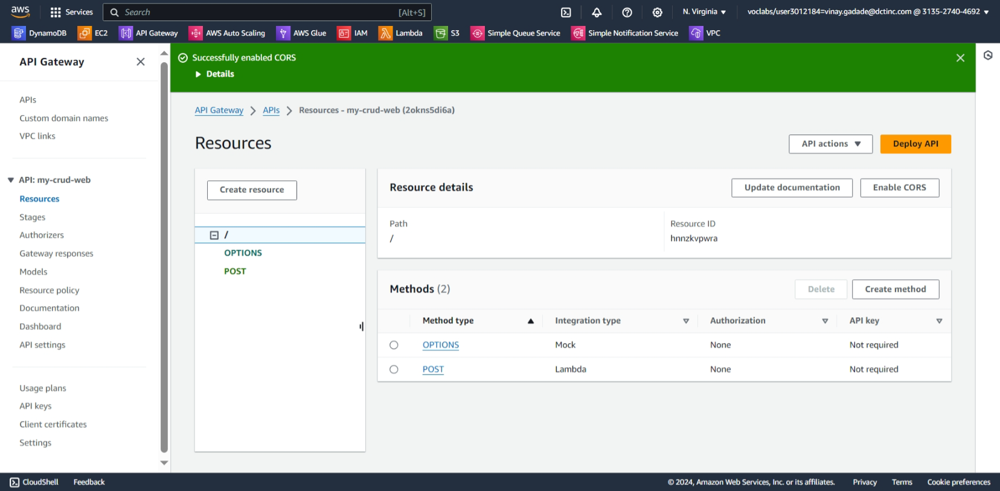 aws
Services
Search
[Alt+S]
N. Virginia
voclabs/user3012184=vinay.gadade@dctinc.com @ 3135-2740-4692
DynamoDB
EC2
API Gateway
AWS Auto Scaling
AWS Glue
IAM
Lambda
S3
Simple Queue Service
Simple Notification Service
VPC
API Gateway
APIs
Custom domain names
VPC links
API: my-crud-web
Resources
Stages
Authorizers
Gateway responses
Models
Resource policy
Documentation
Dashboard
API settings
Usage plans
API keys
Client certificates
Settings
Successfully enabled CORS
Details
API Gateway
APIs
Resources - my-crud-web (2okns5di6a)
Resources
API actions
Deploy API
Create resource
/
OPTIONS
POST
Resource details
Update documentation
Enable CORS
Path
/
Resource ID
hnnzkvpwra
Methods (2)
Delete
Create method
Method type
Integration type
Authorization
API key
OPTIONS
Mock
None
Not required
POST
Lambda
None
Not required
CloudShell
Feedback
© 2024, Amazon Web Services, Inc. or its affiliates.
Privacy
Terms
Cookie preferences